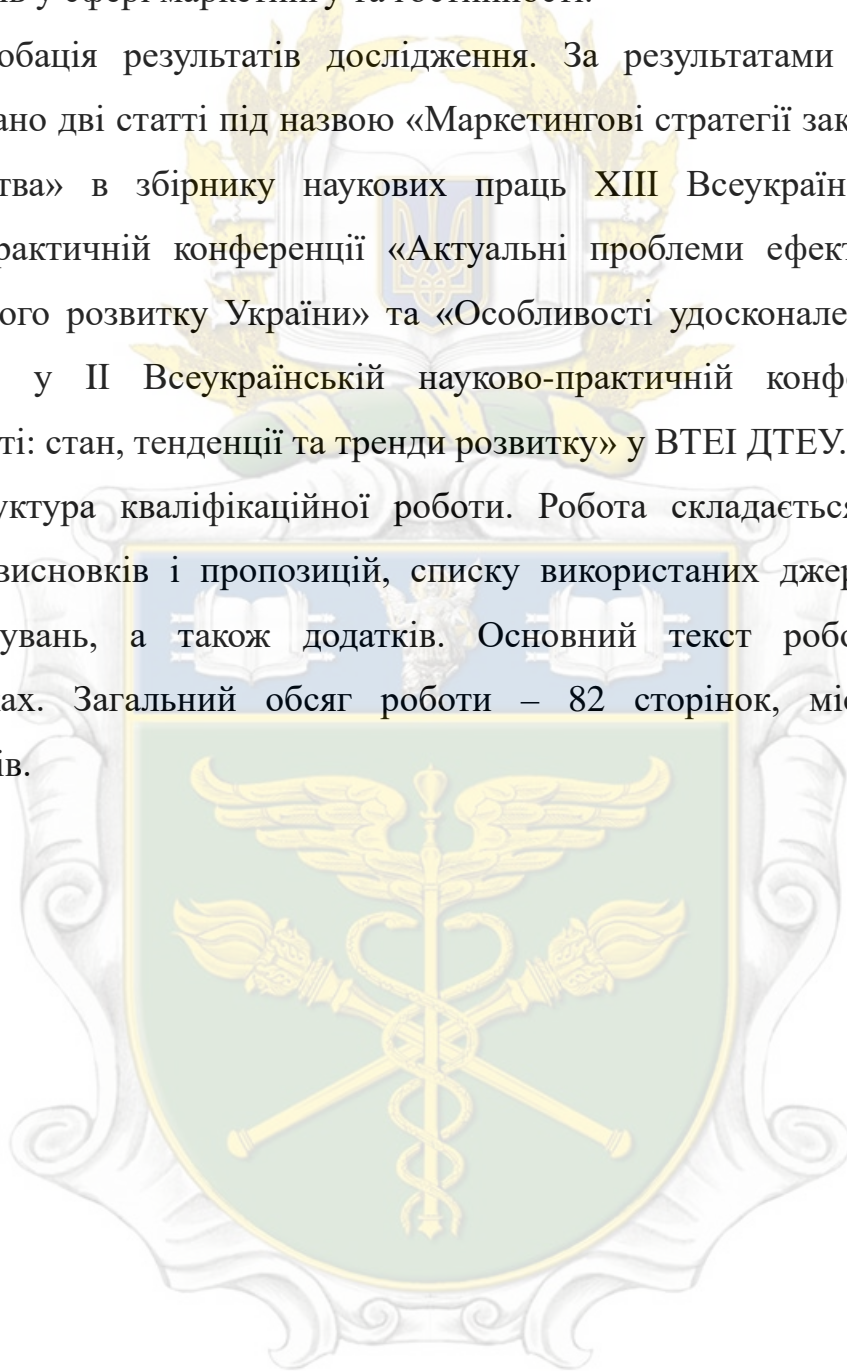 ів у сфері маркетингу та гостинності.
обація результатів дослідження. За результатами
ано дві статті під назвою «Маркетингові стратегії зак
тва» в збірнику наукових праць XIII Всеукраїн
рактичній конференції «Актуальні проблеми ефект
ого розвитку України» та «Особливості удосконале
у II Всеукраїнській науково-практичній конф
ті: стан, тенденції та тренди розвитку» у ВТЕІ ДТЕУ.
уктура кваліфікаційної роботи. Робота складається
висновків і пропозицій, списку використаних джер
увань, а також додатків. Основний текст робо
ах. Загальний обсяг роботи – 82 сторінок, міс
ів.